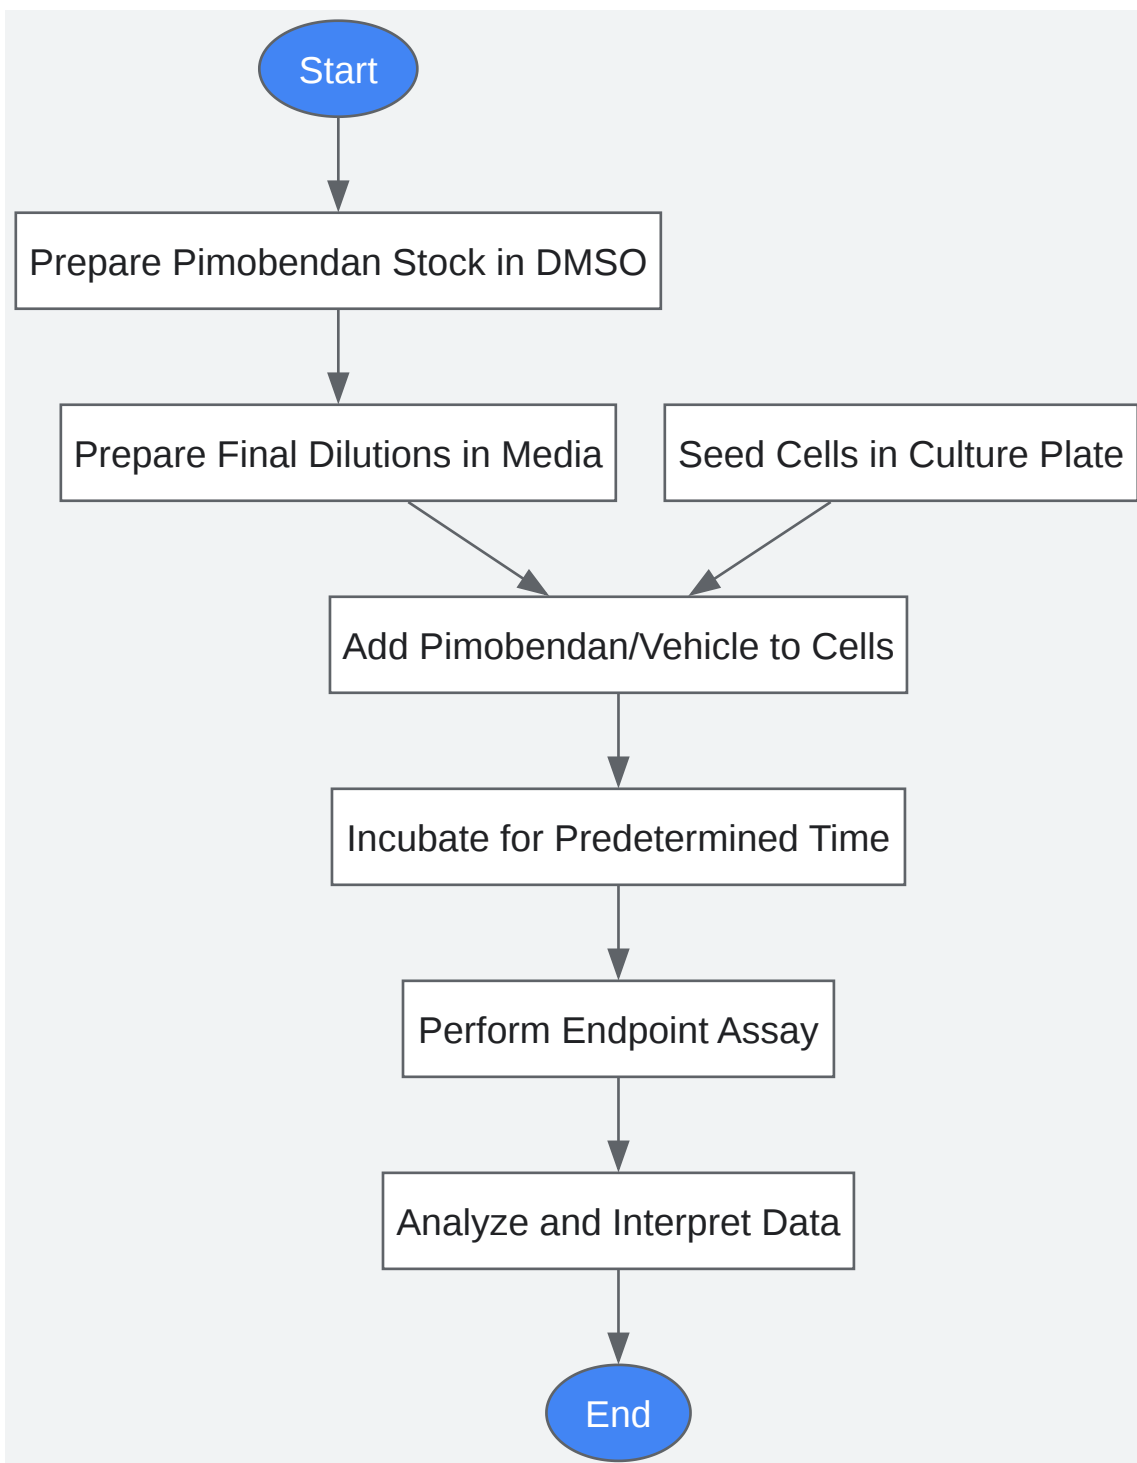 Start
Prepare Pimobendan Stock in DMSO
Prepare Final Dilutions in Media
Seed Cells in Culture Plate
Add Pimobendan/Vehicle to Cells
Incubate for Predetermined Time
Perform Endpoint Assay
Analyze and Interpret Data
End